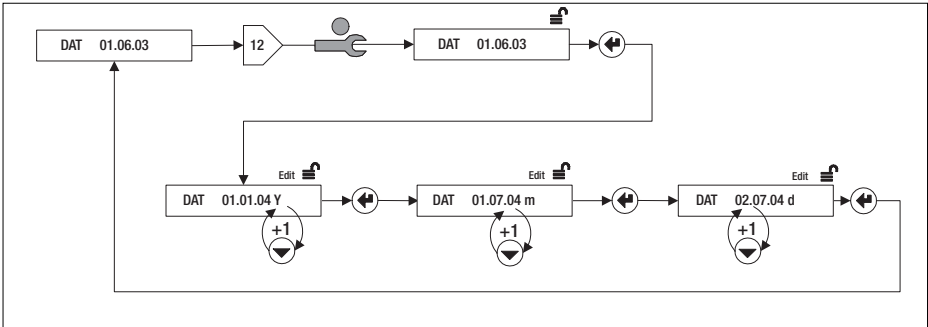 DAT 01.06.03
12
DAT 01.06.03
Edit
DAT 01.01.04 Y
+1
Edit
DAT 01.07.04 m
+1
Edit
DAT 02.07.04 d
+1